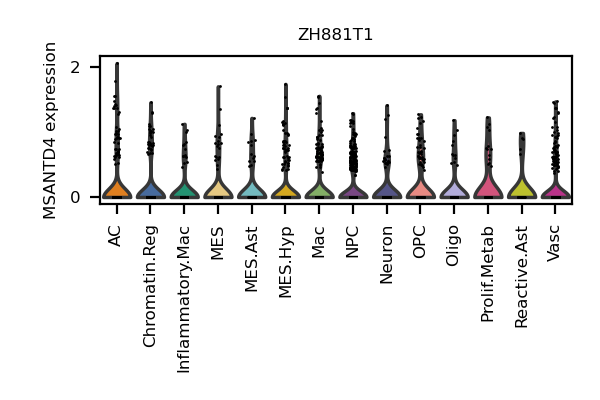 ZH881T1
MSANTD4 expression
2
0
AC
Chromatin.Reg
Inflammatory.Mac
MES
MES.Ast
MES.Hyp
Mac
NPC
Neuron
OPC
Oligo
Prolif.Metab
Reactive.Ast
Vasc